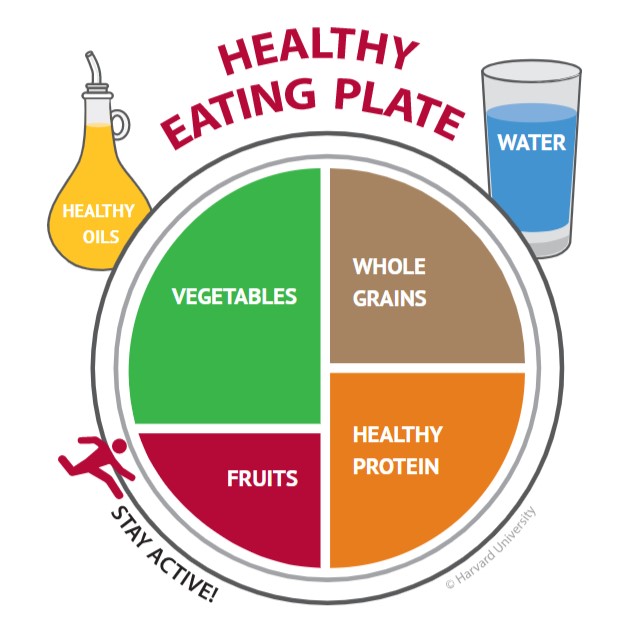 HEALTHY
EATING PLATE
HEALTHY
OILS
WATER
VEGETABLES
WHOLE
GRAINS
FRUITS
HEALTHY
PROTEIN
STAY ACTIVE!
© Harvard University